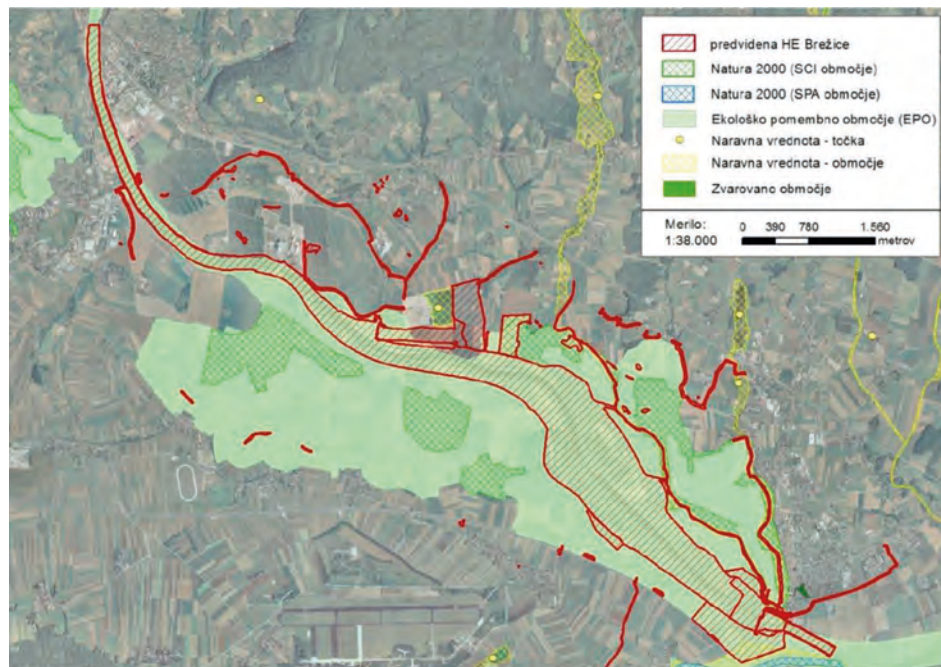 predvidena HE Brežice
Natura 2000 (SCI območje)
Natura 2000 (SPA območje)
Ekološko pomembno območje (EPO)
Naravna vrednota - točka
Naravna vrednota - območje
Zvarovano območje
Merilo:
1:38.000
0 390 780 1.560
metrov